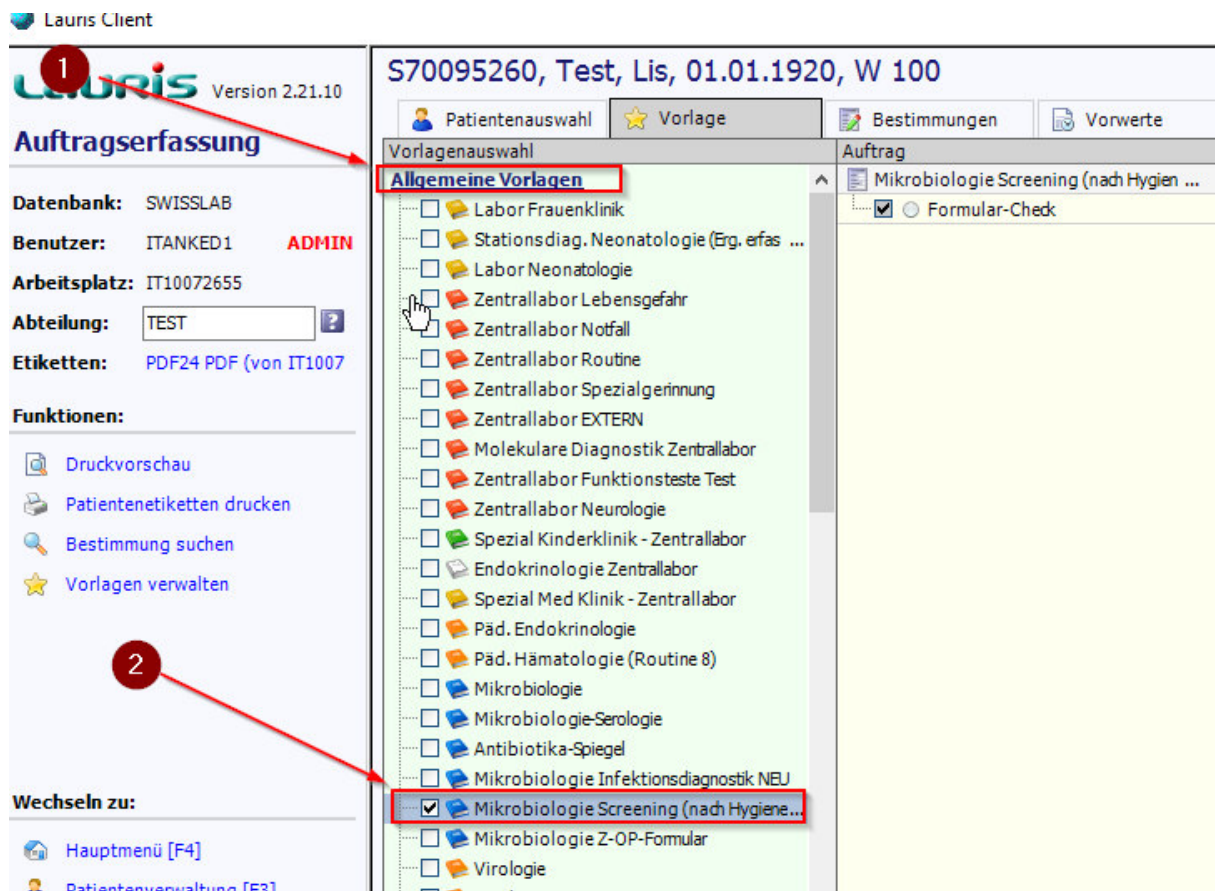 Lauris Client
1
Lauris Version 2.21.10
Auftragserfassung
Datenbank: SWISSLAB
Benutzer: ITANKED1 ADMIN
Arbeitsplatz: IT10072655
Abteilung: TEST ?
Etiketten: PDF24 PDF (von IT1007
Funktionen:
Druckvorschau
Patientenetiketten drucken
Bestimmung suchen
Vorlagen verwalten
2
Wechseln zu:
Hauptmenü [F4]
Patientenverwaltung [F3]
S70095260, Test, Lis, 01.01.1920, W 100
Patientenauswahl Vorlage Bestimmungen Vorwerte
Vorlagenauswahl
Allgemeine Vorlagen
Labor Frauenklinik
Stationsdiag. Neonatologie (Erg. erfas ...
Labor Neonatologie
Zentrallabor Lebensgefahr
Zentrallabor Notfall
Zentrallabor Routine
Zentrallabor Spezialgerinnung
Zentrallabor EXTERN
Molekulare Diagnostik Zentrallabor
Zentrallabor Funktionsteste Test
Zentrallabor Neurologie
Spezial Kinderklinik - Zentrallabor
Endokrinologie Zentrallabor
Spezial Med Klinik - Zentrallabor
Päd. Endokrinologie
Päd. Hämatologie (Routine 8)
Mikrobiologie
Mikrobiologie-Serologie
Antibiotika-Spiegel
Mikrobiologie Infektionsdiagnostik NEU
Mikrobiologie Screening (nach Hygiene...
Mikrobiologie Z-OP-Formular
Virologie
Auftrag
Mikrobiologie Screening (nach Hygien ...
Formular-Check